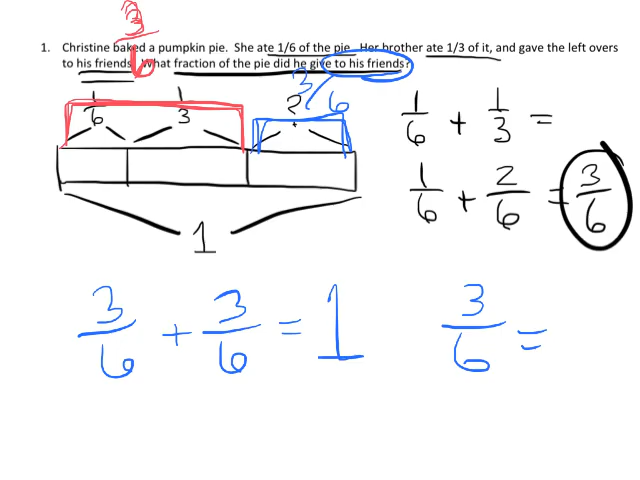 3/6
1. Christine baked a pumpkin pie. She ate 1/6 of the pie. Her brother ate 1/3 of it, and gave the left overs
to his friends. What fraction of the pie did he give to his friends?
1/6 1/3 ? 3/6
1/6 + 1/3 =
1/6 + 2/6 = 3/6
1
3/6 + 3/6 = 1 3/6 =